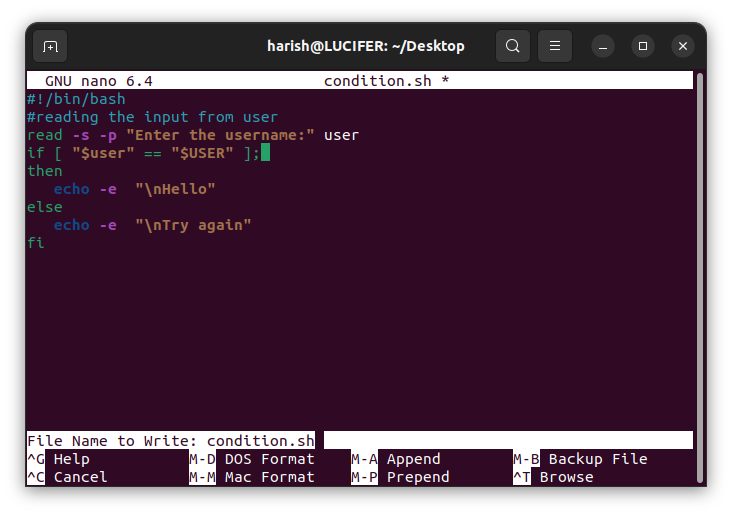 harish@LUCIFER: ~/Desktop
GNU nano 6.4 condition.sh *
#!/bin/bash
#reading the input from user
read -s -p "Enter the username:" user
if [ "$user" == "$USER" ];
then
   echo -e  "\nHello"
else
   echo -e  "\nTry again"
fi
File Name to Write: condition.sh
^G Help M-D DOS Format M-A Append M-B Backup File
^C Cancel M-M Mac Format M-P Prepend ^T Browse